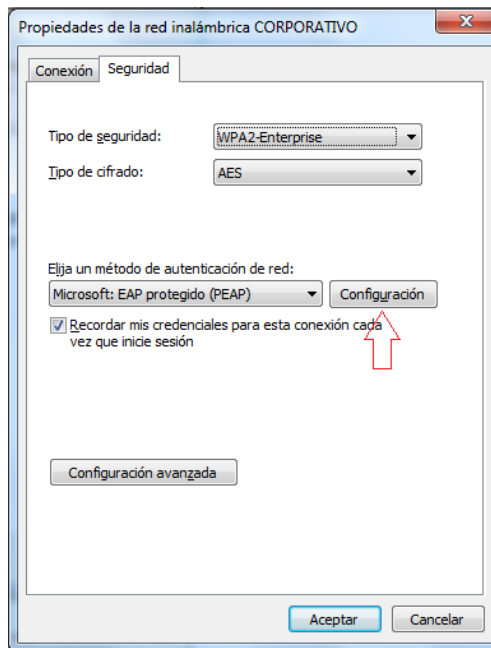 Propiedades de la red inalámbrica CORPORATIVO
Conexión
Seguridad
Tipo de seguridad:
WPA2-Enterprise
Tipo de cifrado:
AES
Elija un método de autenticación de red:
Microsoft: EAP protegido (PEAP)
Configuración
Recordar mis credenciales para esta conexión cada
vez que inicie sesión
Configuración avanzada
Aceptar
Cancelar